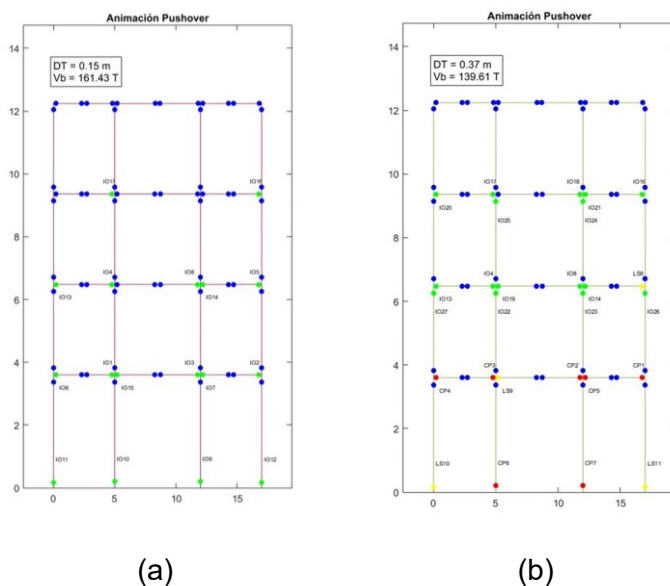 Animación Pushover
14
DT = 0.15 m
Vb = 161.43 T
12
10
IO17 IO16
8
IO4 IO8 IO5
6
IO13 IO14
4
IO1 IO3 IO2
IO6 IO15 IO7
2
IO11 IO10 IO9 IO12
0
0 5 10 15
(a)
Animación Pushover
14
DT = 0.37 m
Vb = 139.61 T
12
10
IO17 IO18 IO16
IO20 IO21
IO25 IO24
8
IO4 IO8 LS8
6
IO13 IO19 IO14
IO27 IO22 IO23 IO26
4
CP3 CP2 CP1
CP4 LS9 CP5
2
LS10 CP6 CP7 LS11
0
0 5 10 15
(b)